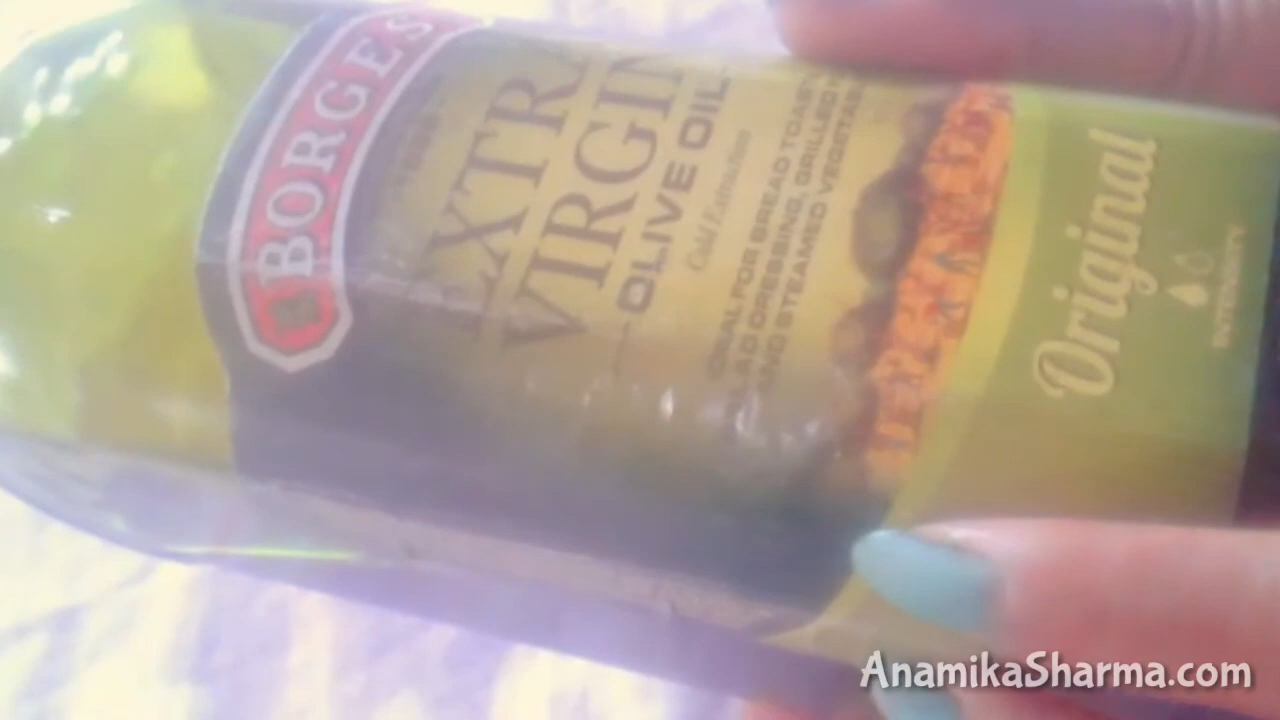 BORGES
EXTRA
VIRGIN
OLIVE OIL
Cold Extraction
IDEAL FOR BREAD TOASTS,
SALAD DRESSING, GRILLED
AND STEAMED VEGETABLES
Original
INTENSITY
AnamikaSharma.com